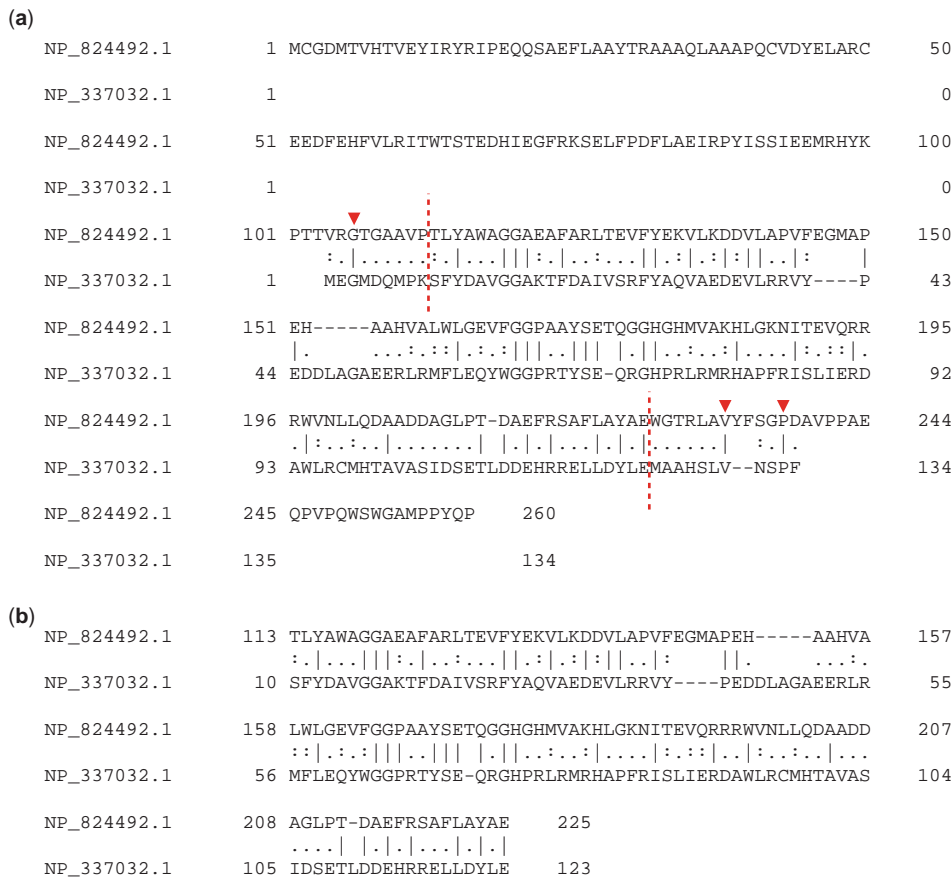 (a)
NP_824492.1 1 MCGDMTVHTVEYIRYRIPEQQSAEFLAAYTRAAAQLAAAPQCVDYELARC 50
NP_337032.1 1 0
NP_824492.1 51 EEDFEHFVLRITWTSTEDHIEGFRKSELFPDFLAEIRPYISSIEEMRHYK 100
NP_337032.1 1 0
NP_824492.1 101 PTTVRGTGAAVPTLYAWAGGAEAFARLTEVFYEKVLKDDVLAPVFEGMAP 150
:.|......:.|...|||:.|..:..||..|.:|:||..||.|: |
NP_337032.1 1 MEGMDQMPKSFYDAVGGAKTFDAIVSRFYAQVAEDEVLRRVY----P 43
NP_824492.1 151 EH-----AAHVALWLGEVFGGPAAYSETQGGHGHMVAKHLGKNITEVQRR 195
|. ...:.::|.:.:|||..||| .|.||..:..:|....|:.::|.
NP_337032.1 44 EDDLAGAEERLRMFLEQYWGGPRTYSE-QRGHPRLRMRHAPFRISLIERD 92
NP_824492.1 196 RWVNLLQDAADDAGLPT-DAEFRSAFLAYAEWGTRLAVYFSGPDAVPPAE 244
.|:..:..|......| |.|.|...|.|.|......| :.|.
NP_337032.1 93 AWLRCMHTAVASIDSETLDDEHRRELLDYLEMAAHSLV--NSPF 134
NP_824492.1 245 QPVPQWSWGAMPPYQP 260
NP_337032.1 135 134
(b)
NP_824492.1 113 TLYAWAGGAEAFARLTEVFYEKVLKDDVLAPVFEGMAPEH-----AAHVA 157
:.|...|||:.|..:..||..|.:|:||..||.|: ||. ...:.
NP_337032.1 10 SFYDAVGGAKTFDAIVSRFYAQVAEDEVLRRVY----PEDDLAGAEERLR 55
NP_824492.1 158 LWLGEVFGGPAAYSETQGGHGHMVAKHLGKNITEVQRRRWVNLLQDAADD 207
::|.:.:|||..||| .|.||..:..:|....|:.::|..|:..:..|..
NP_337032.1 56 MFLEQYWGGPRTYSE-QRGHPRLRMRHAPFRISLIERDAWLRCMHTAVAS 104
NP_824492.1 208 AGLPT-DAEFRSAFLAYAE 225
....| |.|.|...|.|.|
NP_337032.1 105 IDSETLDDEHRRELLDYLE 123